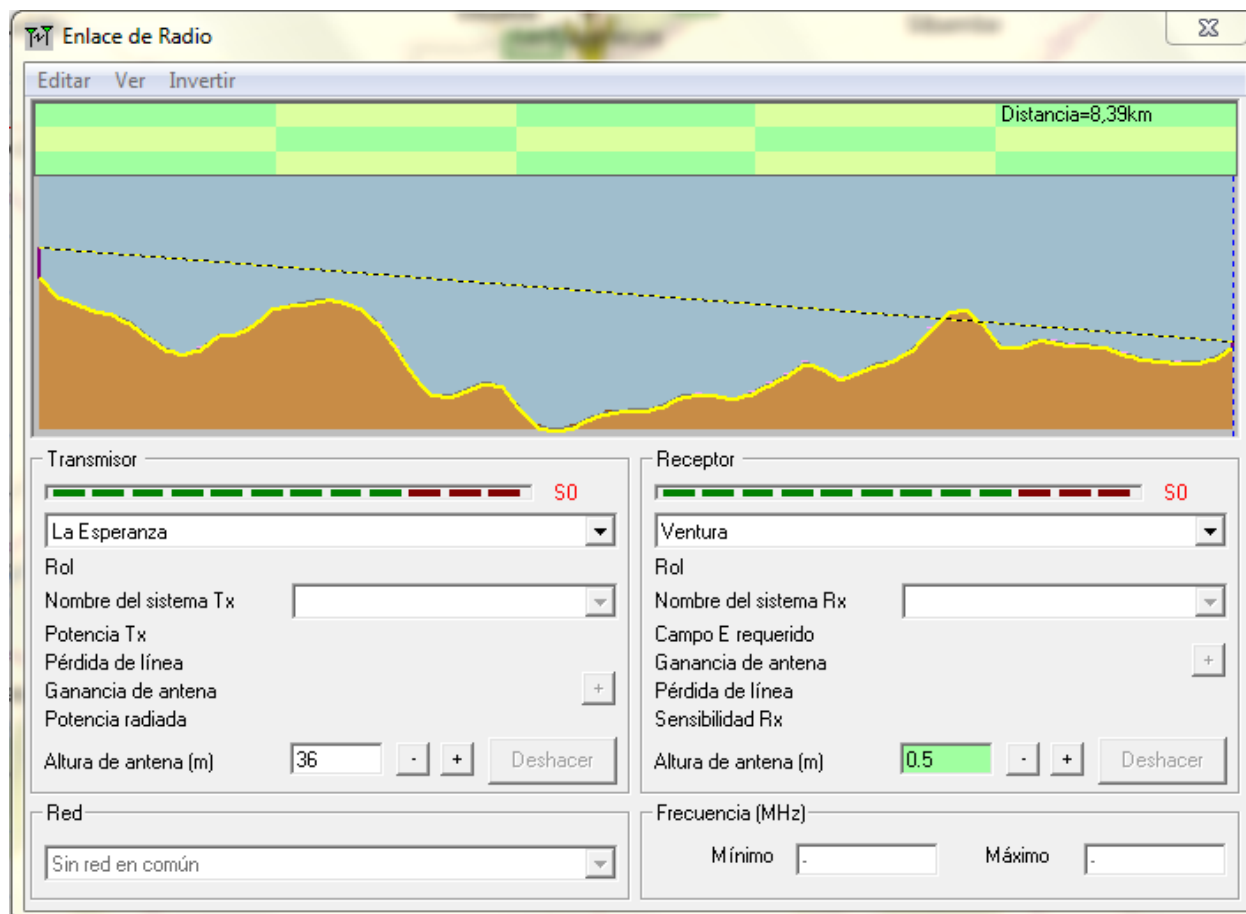 Enlace de Radio
Editar Ver Invertir
Distancia=8,39km
Transmisor
S0
La Esperanza
Rol
Nombre del sistema Tx
Potencia Tx
Pérdida de línea
Ganancia de antena
+
Potencia radiada
Altura de antena (m) 36 - + Deshacer
Receptor
S0
Ventura
Rol
Nombre del sistema Rx
Campo E requerido
Ganancia de antena
+
Pérdida de línea
Sensibilidad Rx
Altura de antena (m) 0.5 - + Deshacer
Red
Sin red en común
Frecuencia (MHz)
Mínimo - Máximo -